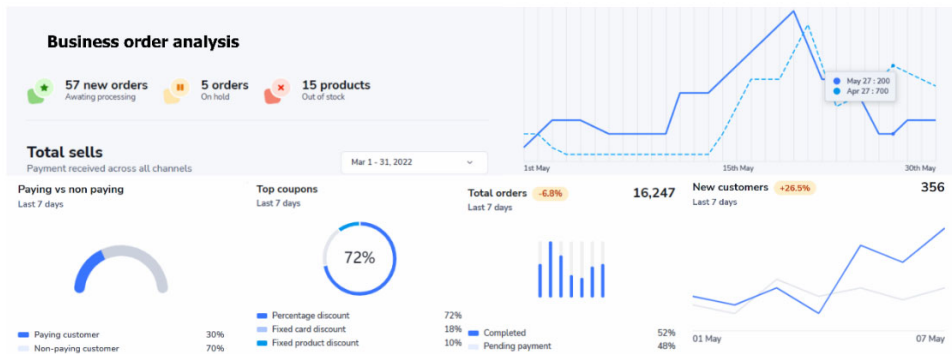 Business order analysis
57 new orders
Awating processing
5 orders
On hold
15 products
Out of stock
May 27 : 200
Apr 27 : 700
1st May
15th May
30th May
Total sells
Payment received across all channels
Mar 1 - 31, 2022
Paying vs non paying
Last 7 days
Paying customer 30%
Non-paying customer 70%
Top coupons
Last 7 days
72%
Percentage discount 72%
Fixed card discount 18%
Fixed product discount 10%
Total orders -6.8% 16,247
Last 7 days
Completed 52%
Pending payment 48%
New customers +26.5% 356
Last 7 days
01 May 07 May